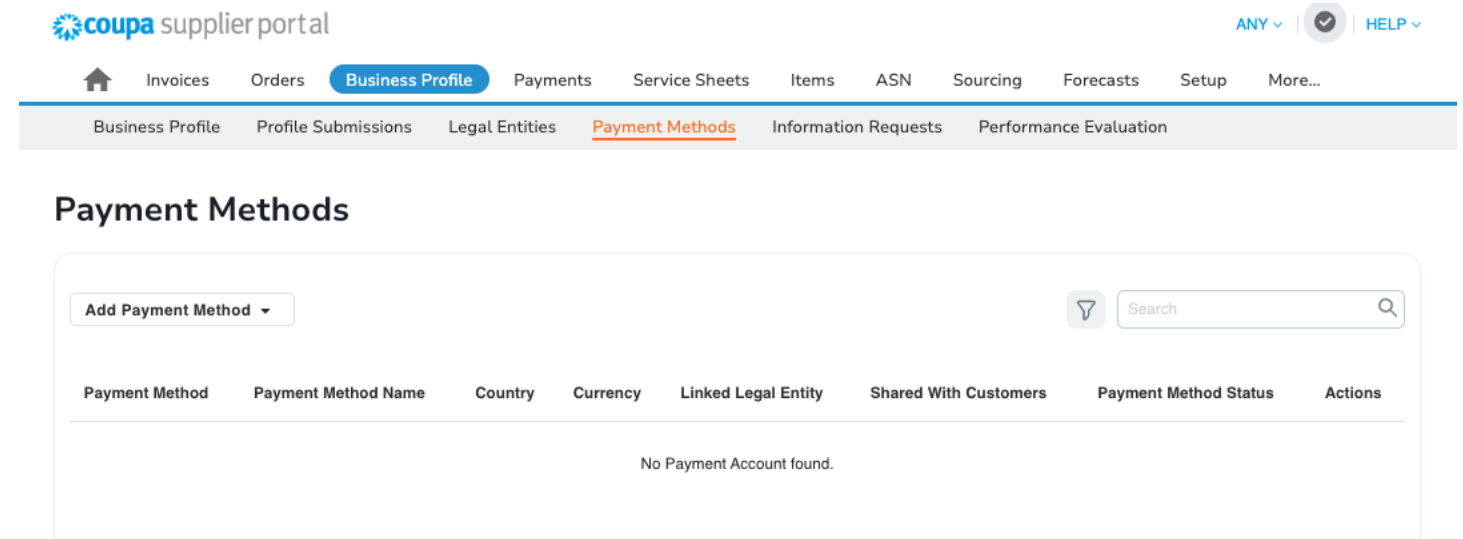 coupa supplier portal
ANY
HELP
Invoices Orders Business Profile Payments Service Sheets Items ASN Sourcing Forecasts Setup More...
Business Profile Profile Submissions Legal Entities Payment Methods Information Requests Performance Evaluation
Payment Methods
Add Payment Method
Search
Payment Method Payment Method Name Country Currency Linked Legal Entity Shared With Customers Payment Method Status Actions
No Payment Account found.